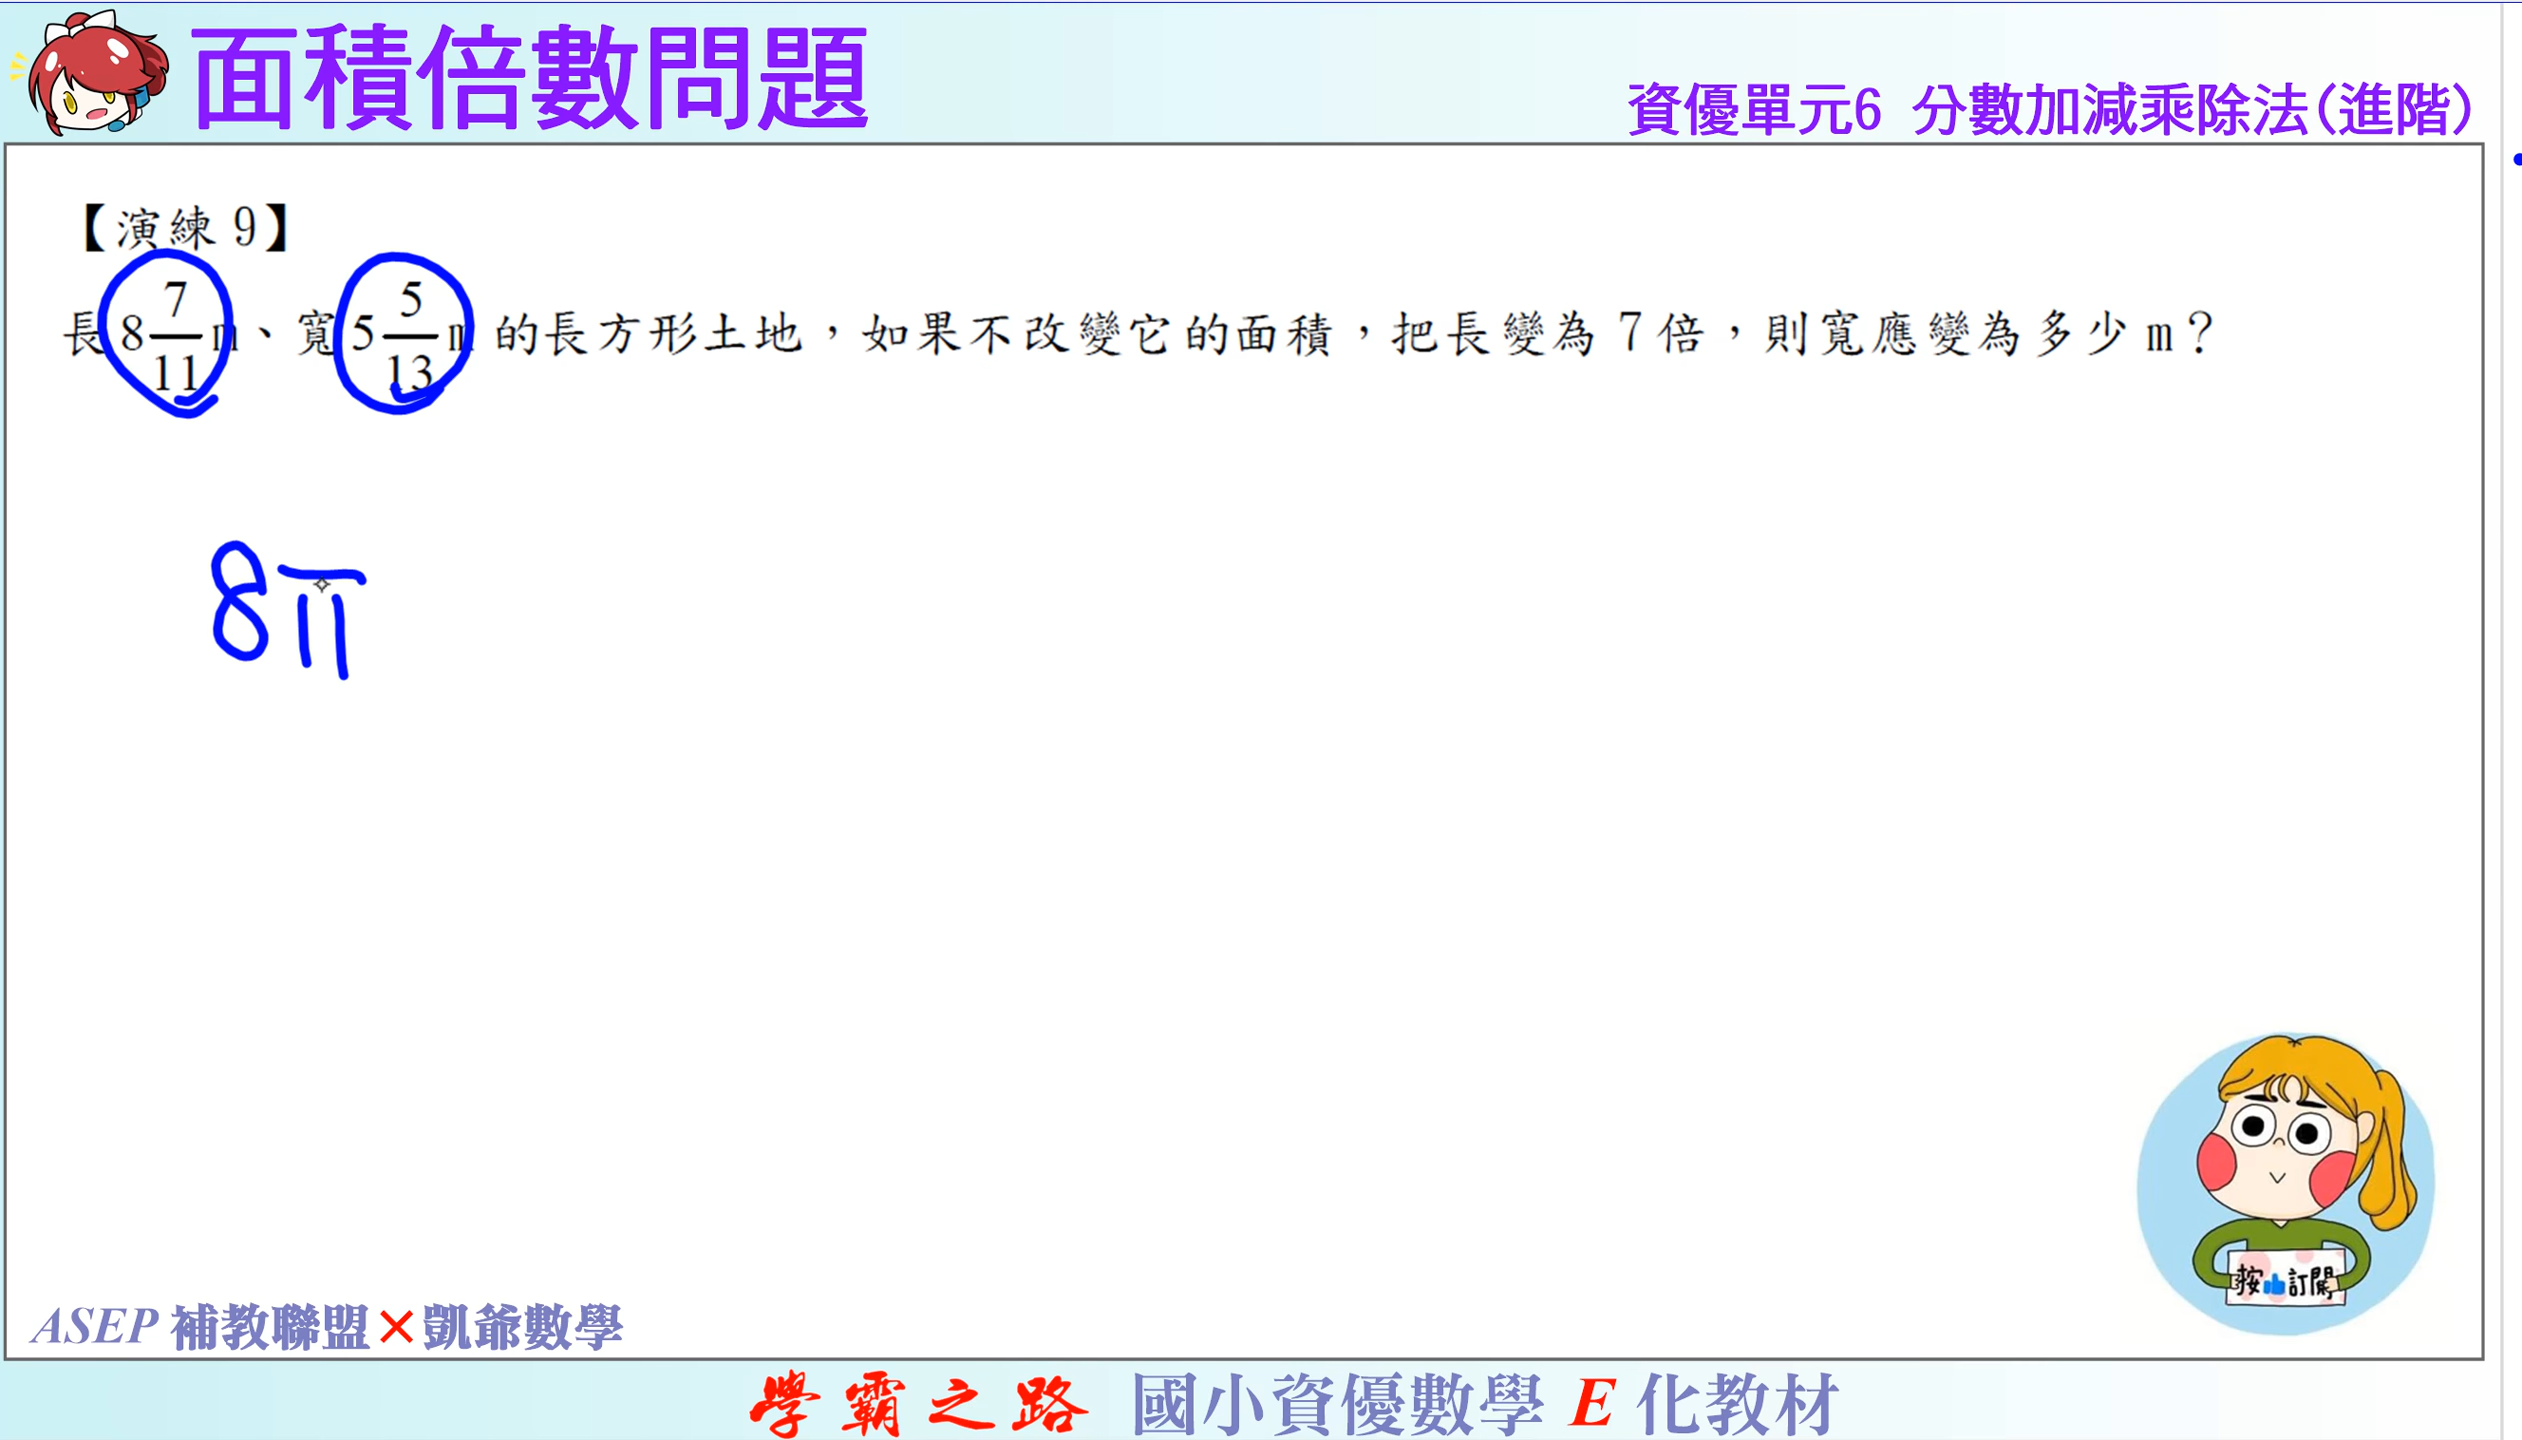 面積倍數問題
資優單元6 分數加減乘除法(進階)
【演練 9】
長 8 7/11 m、寬 5 5/13 m 的長方形土地，如果不改變它的面積，把長變為 7 倍，則寬應變為多少 m？
8 11
按訂閱
ASEP 補教聯盟×凱爺數學
學霸之路 國小資優數學 E 化教材